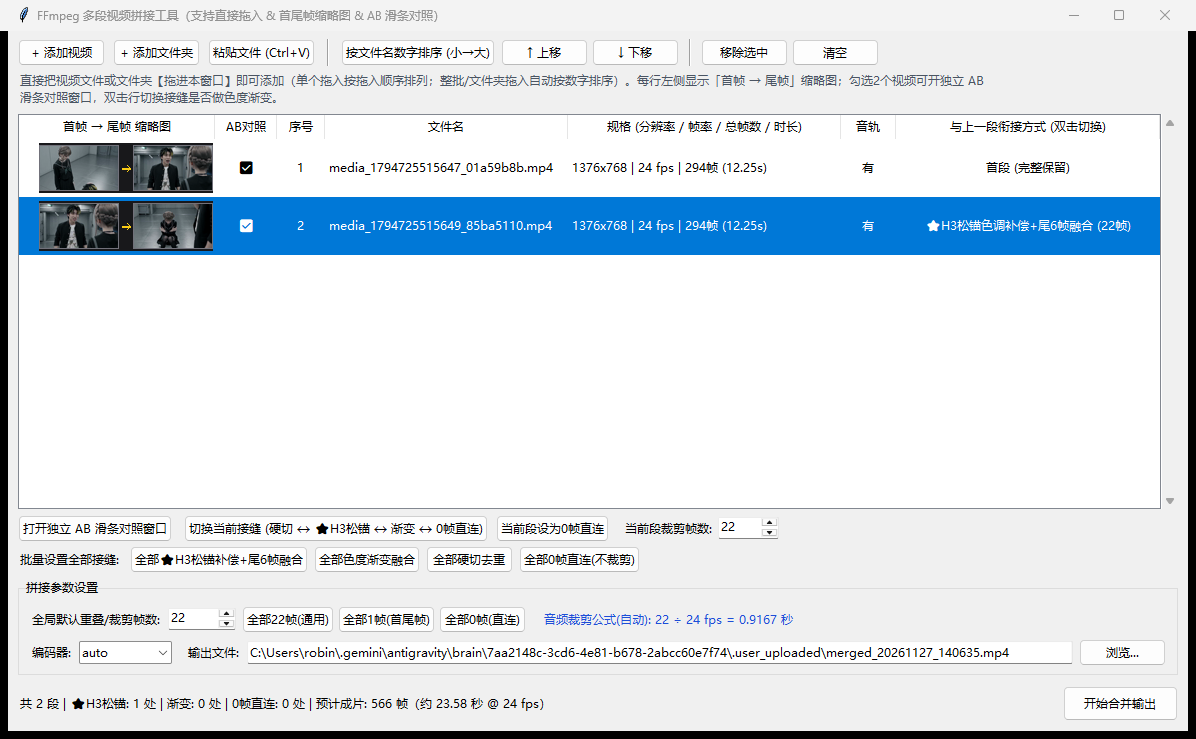 FFmpeg 多段视频拼接工具（支持直接拖入 & 首尾帧缩略图 & AB 滑条对照）
+ 添加视频 + 添加文件夹 粘贴文件 (Ctrl+V) 按文件名数字排序 (小→大) ↑ 上移 ↓ 下移 移除选中 清空
直接把视频文件或文件夹【拖进本窗口】即可添加（单个拖入按拖入顺序排列；整批/文件夹拖入自动按数字排序）。每行左侧显示「首帧 → 尾帧」缩略图；勾选2个视频可开独立 AB
滑条对照窗口，双击行切换接缝是否做色度渐变。
首帧 → 尾帧 缩略图 AB对照 序号 文件名 规格 (分辨率 / 帧率 / 总帧数 / 时长) 音轨 与上一段衔接方式 (双击切换)
1 media_1794725515647_01a59b8b.mp4 1376x768 | 24 fps | 294帧 (12.25s) 有 首段 (完整保留)
2 media_1794725515649_85ba5110.mp4 1376x768 | 24 fps | 294帧 (12.25s) 有 ★H3松锚色调补偿+尾6帧融合 (22帧)
打开独立 AB 滑条对照窗口 切换当前接缝 (硬切 ↔ ★H3松锚 ↔ 渐变 ↔ 0帧直连) 当前段设为0帧直连 当前段裁剪帧数: 22
批量设置全部接缝: 全部★H3松锚补偿+尾6帧融合 全部色度渐变融合 全部硬切去重 全部0帧直连(不裁剪)
拼接参数设置
全局默认重叠/裁剪帧数: 22 全部22帧(通用) 全部1帧(首尾帧) 全部0帧(直连) 音频裁剪公式(自动): 22 ÷ 24 fps = 0.9167 秒
编码器: auto 输出文件: C:\Users\robin\.gemini\antigravity\brain\7aa2148c-3cd6-4e81-b678-2abcc60e7f74\.user_uploaded\merged_20261127_140635.mp4 浏览...
共 2 段 | ★H3松锚: 1 处 | 渐变: 0 处 | 0帧直连: 0 处 | 预计成片: 566 帧（约 23.58 秒 @ 24 fps） 开始合并输出